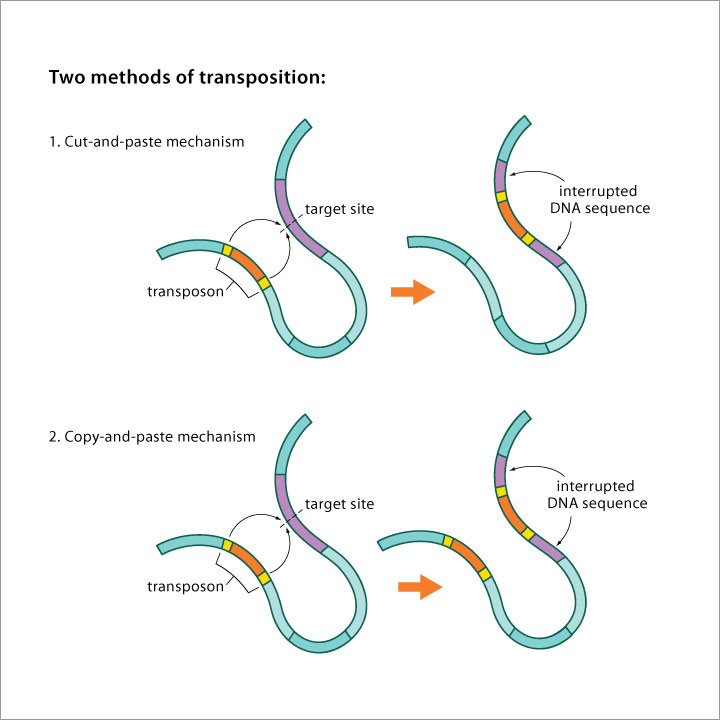 Two methods of transposition:
1. Cut-and-paste mechanism
target site
transposon
interrupted
DNA sequence
2. Copy-and-paste mechanism
target site
transposon
interrupted
DNA sequence